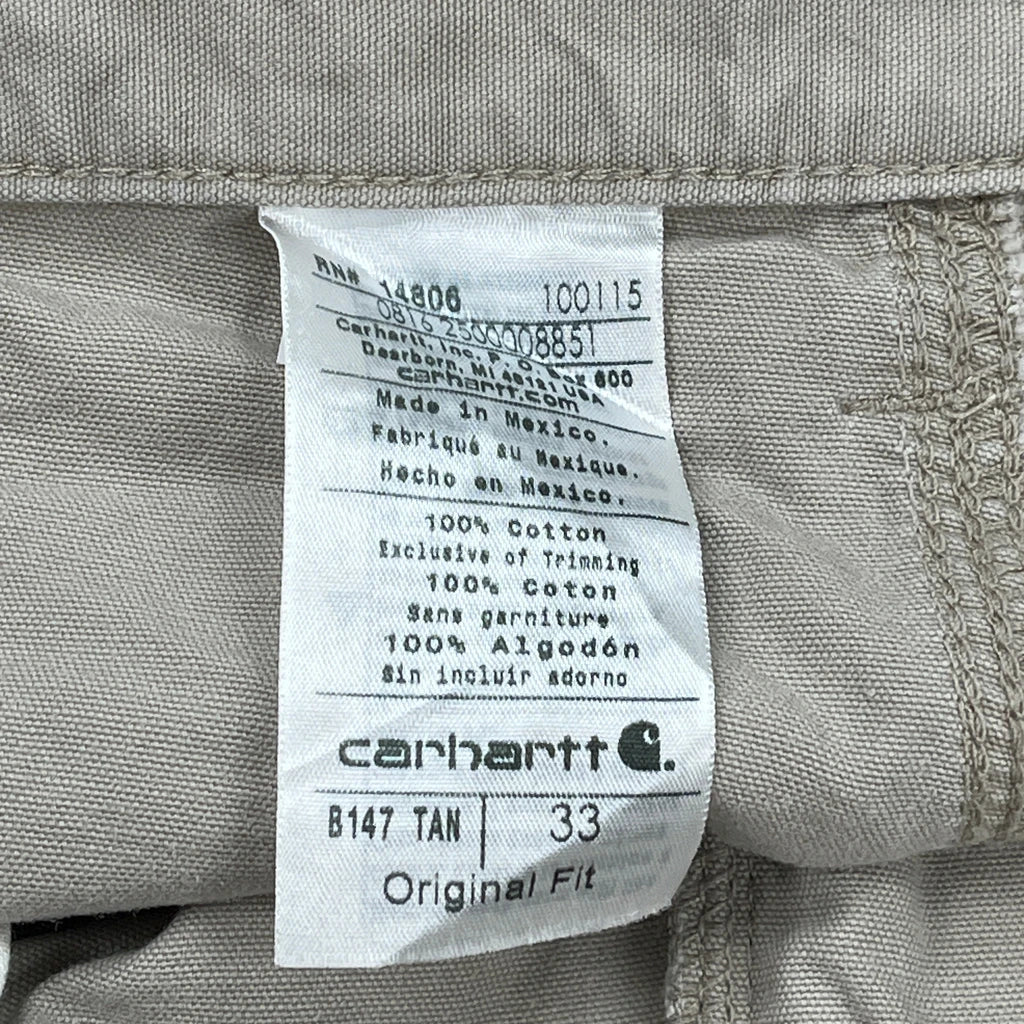 RN# 14806 100115
0816 2500008851
Carhartt, Inc. P. O. Box 600
Dearborn, MI 48121 USA
carhartt.com
Made in Mexico.
Fabriqué au Mexique.
Hecho en Mexico.
100% Cotton
Exclusive of Trimming
100% Coton
Sans garniture
100% Algodón
Sin incluir adorno
carhartt
B147 TAN 33
Original Fit